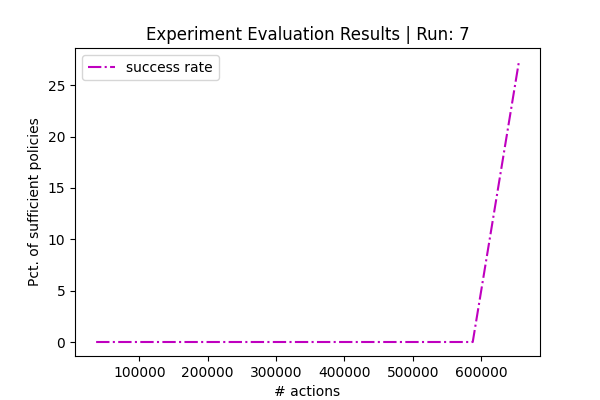 Experiment Evaluation Results | Run: 7
success rate
Pct. of sufficient policies
25
20
15
10
5
0
100000 200000 300000 400000 500000 600000
# actions